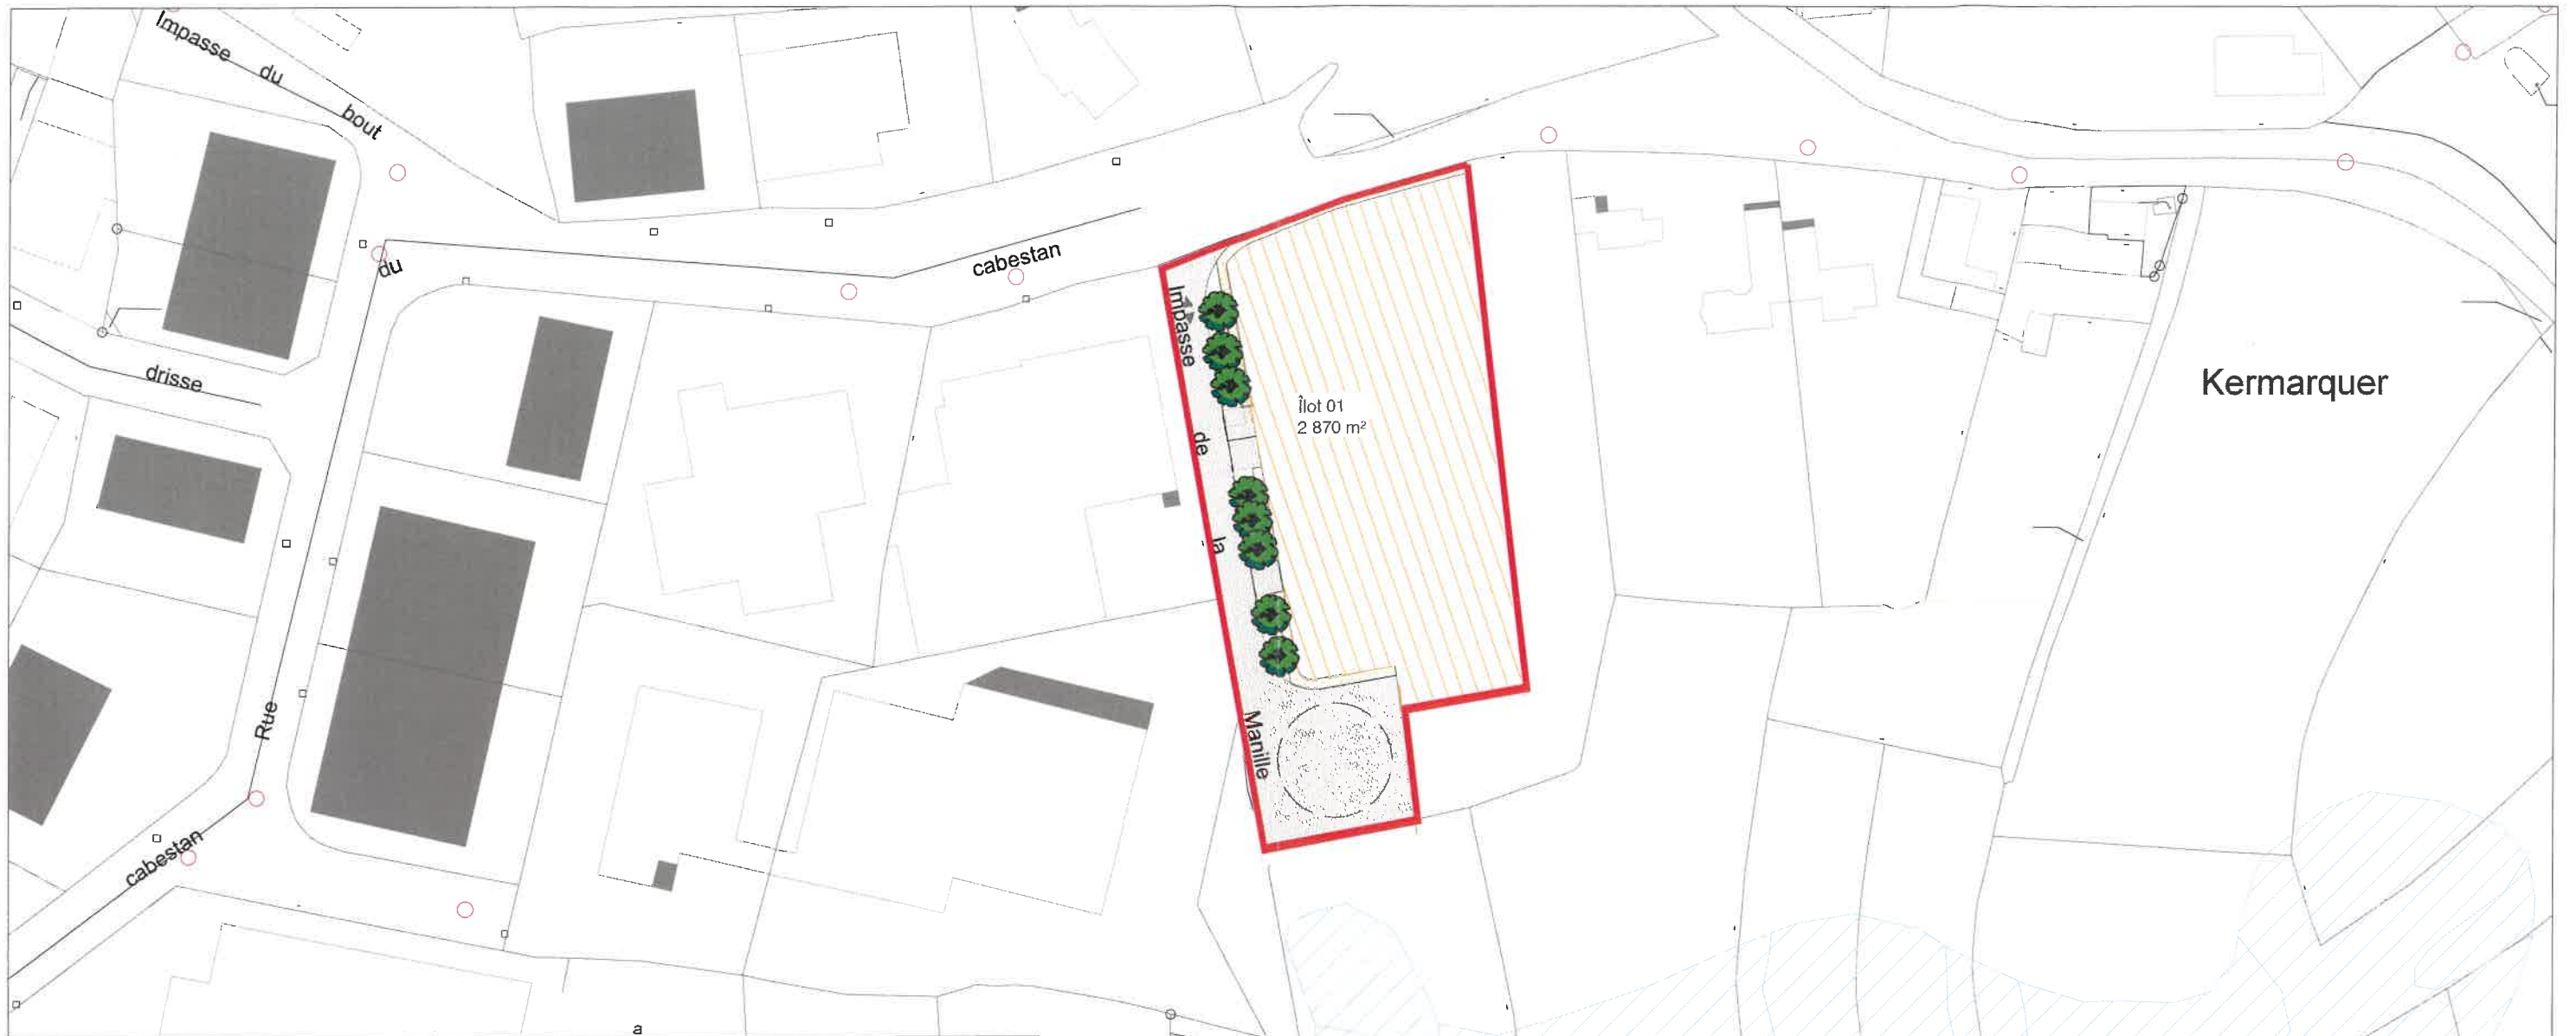 Impasse du bout
du
cabestan
drisse
Impasse de la Manille
Îlot 01
2 870 m²
Kermarquer
Rue
cabestan
a